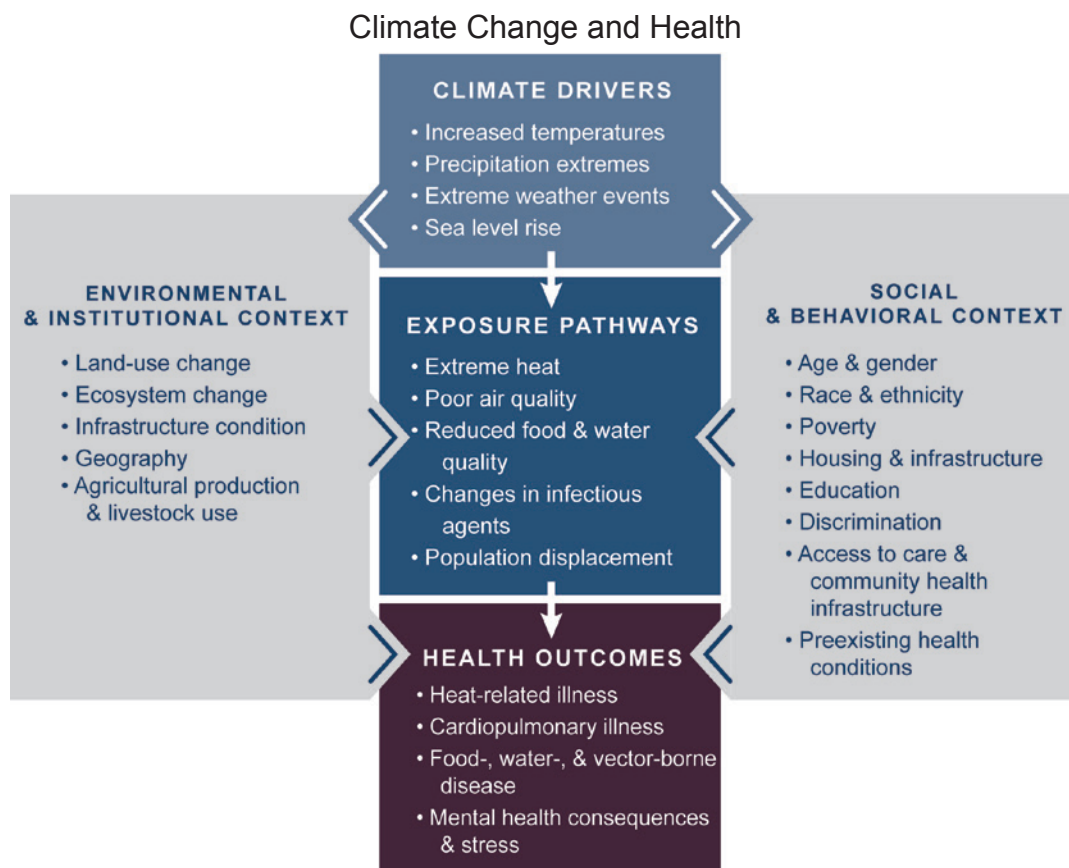 Climate Change and Health
CLIMATE DRIVERS
• Increased temperatures
• Precipitation extremes
• Extreme weather events
• Sea level rise
ENVIRONMENTAL
& INSTITUTIONAL CONTEXT
• Land-use change
• Ecosystem change
• Infrastructure condition
• Geography
• Agricultural production
& livestock use
EXPOSURE PATHWAYS
• Extreme heat
• Poor air quality
• Reduced food & water
quality
• Changes in infectious
agents
• Population displacement
SOCIAL
& BEHAVIORAL CONTEXT
• Age & gender
• Race & ethnicity
• Poverty
• Housing & infrastructure
• Education
• Discrimination
• Access to care &
community health
infrastructure
• Preexisting health
conditions
HEALTH OUTCOMES
• Heat-related illness
• Cardiopulmonary illness
• Food-, water-, & vector-borne
disease
• Mental health consequences
& stress